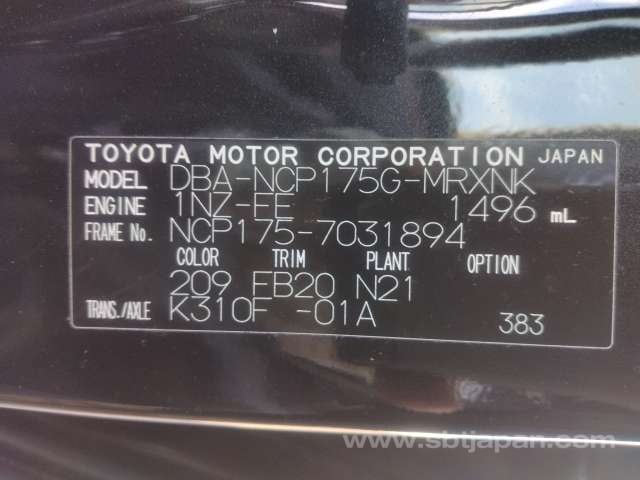 TOYOTA MOTOR CORPORATION JAPAN
MODEL DBA-NCP175G-MRXNK
ENGINE 1NZ-FE 1496 mL
FRAME No. NCP175-7031894
COLOR TRIM PLANT OPTION
209 FB20 N21
TRANS./AXLE K310F -01A 383
www.sbtjapan.com